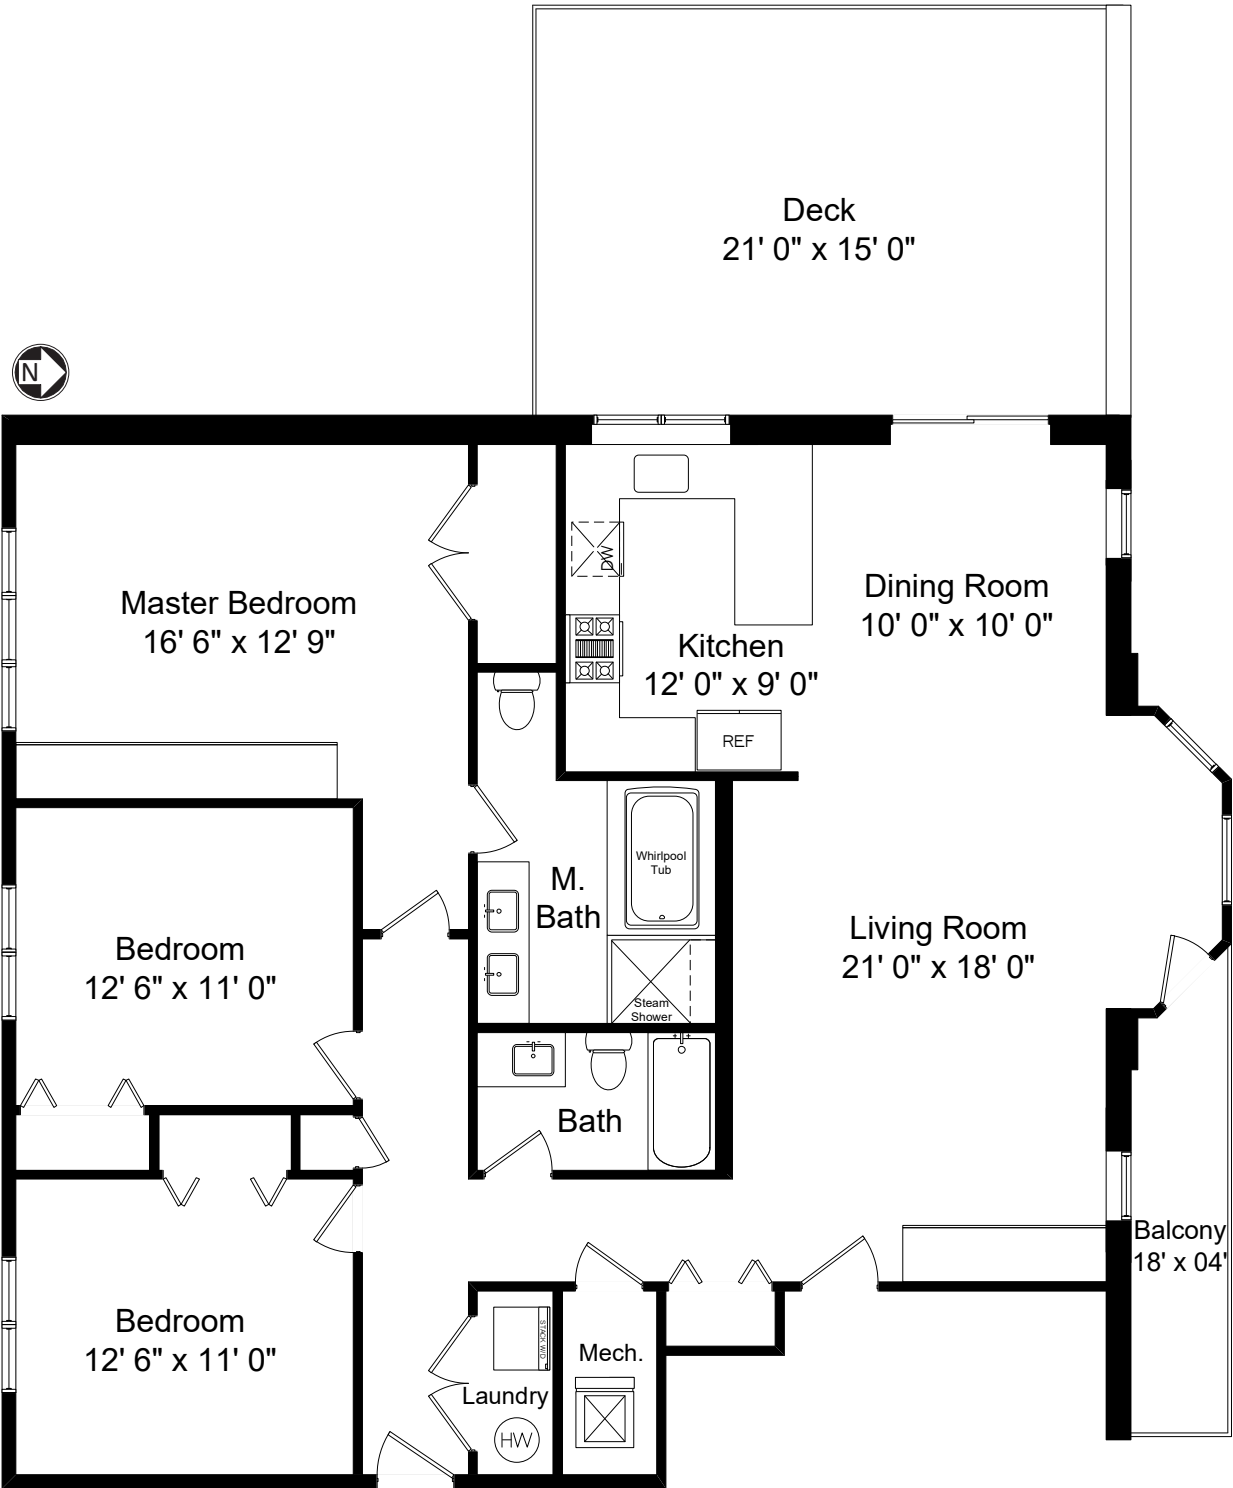 Deck
21' 0" x 15' 0"
N
Master Bedroom
16' 6" x 12' 9"
DW
Kitchen
12' 0" x 9' 0"
REF
Dining Room
10' 0" x 10' 0"
Whirlpool
Tub
M.
Bath
Steam
Shower
Living Room
21' 0" x 18' 0"
Bedroom
12' 6" x 11' 0"
Bath
Balcony
18' x 04'
Bedroom
12' 6" x 11' 0"
STACK W/D
Laundry
HW
Mech.